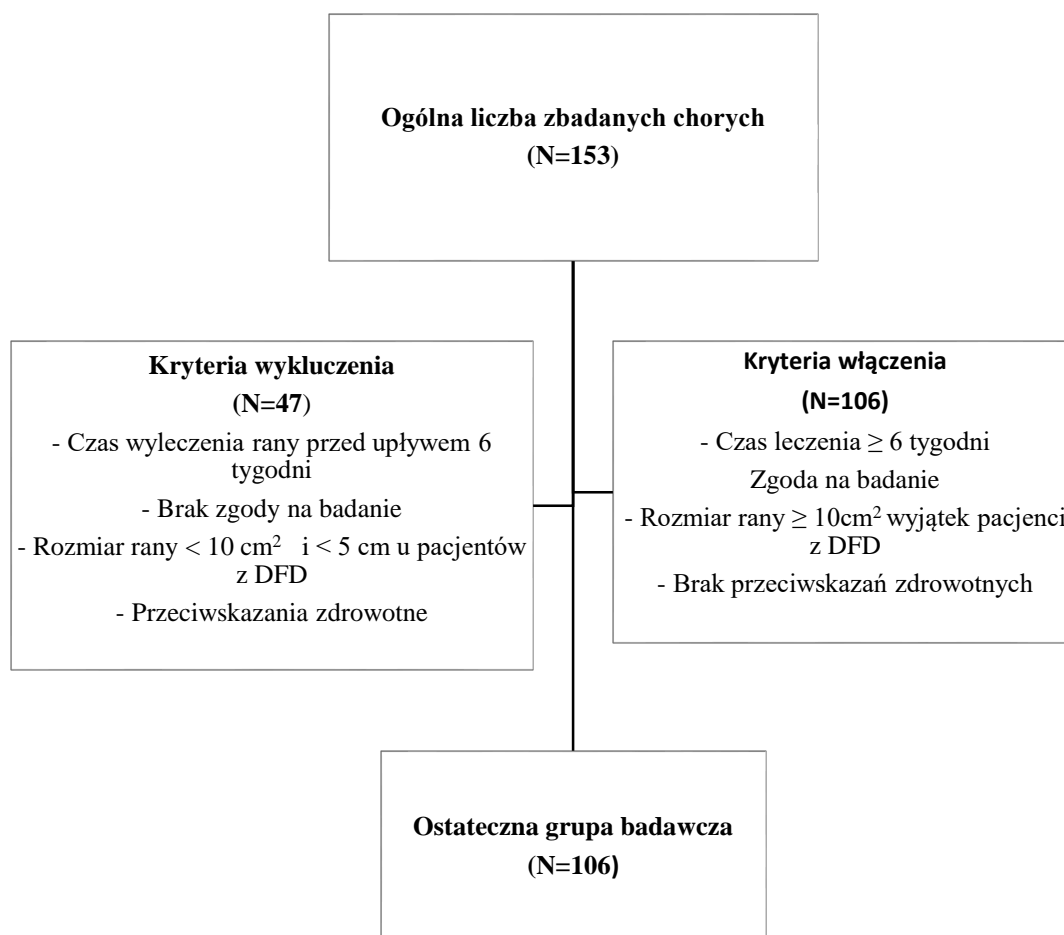 Ogólna liczba zbadanych chorych
(N=153)
Kryteria wykluczenia
(N=47)
- Czas wyleczenia rany przed upływem 6
tygodni
- Brak zgody na badanie
- Rozmiar rany < 10 cm² i < 5 cm u pacjentów
z DFD
- Przeciwskazania zdrowotne
Kryteria włączenia
(N=106)
- Czas leczenia ≥ 6 tygodni
Zgoda na badanie
- Rozmiar rany ≥ 10cm² wyjątek pacjenci
z DFD
- Brak przeciwskazań zdrowotnych
Ostateczna grupa badawcza
(N=106)